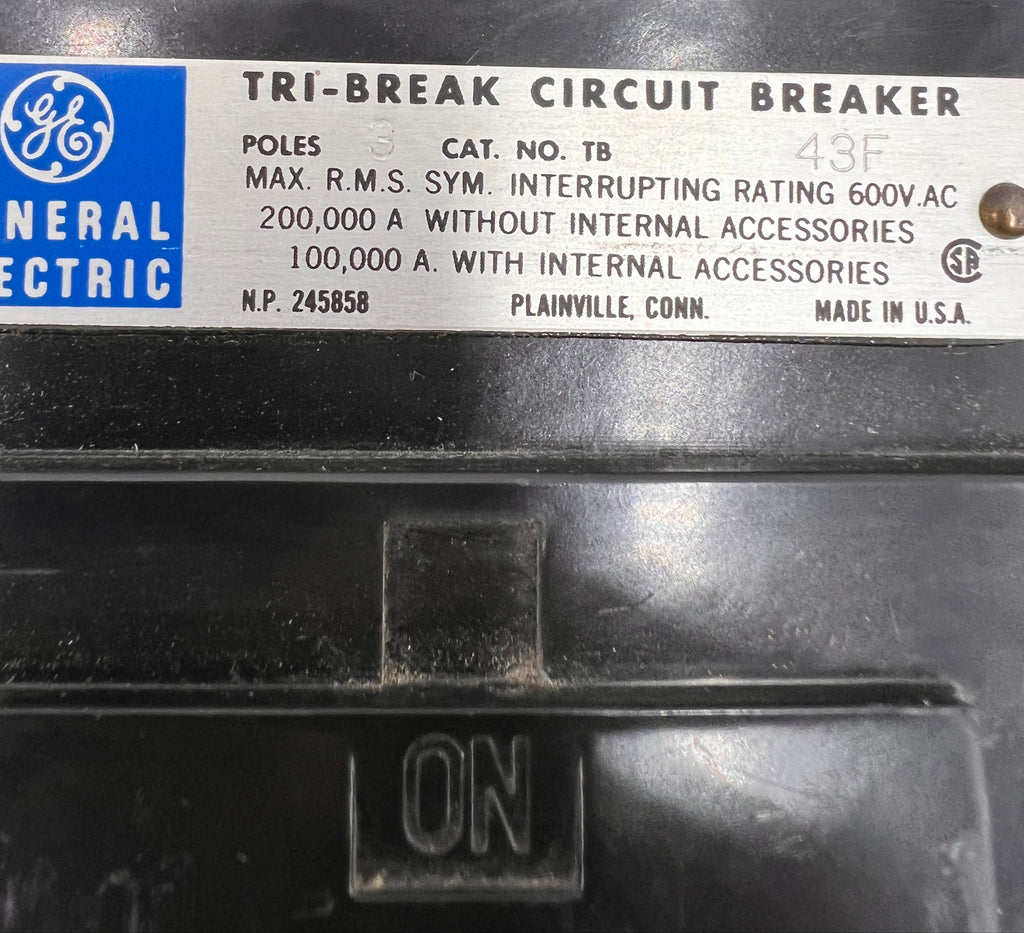 GE
TRI-BREAK CIRCUIT BREAKER
POLES 3 CAT. NO. TB 43F
MAX. R.M.S. SYM. INTERRUPTING RATING 600V.AC
200,000 A WITHOUT INTERNAL ACCESSORIES
100,000 A. WITH INTERNAL ACCESSORIES
NERAL
ECTRIC
SA
N.P. 245858 PLAINVILLE, CONN. MADE IN U.S.A.
ON